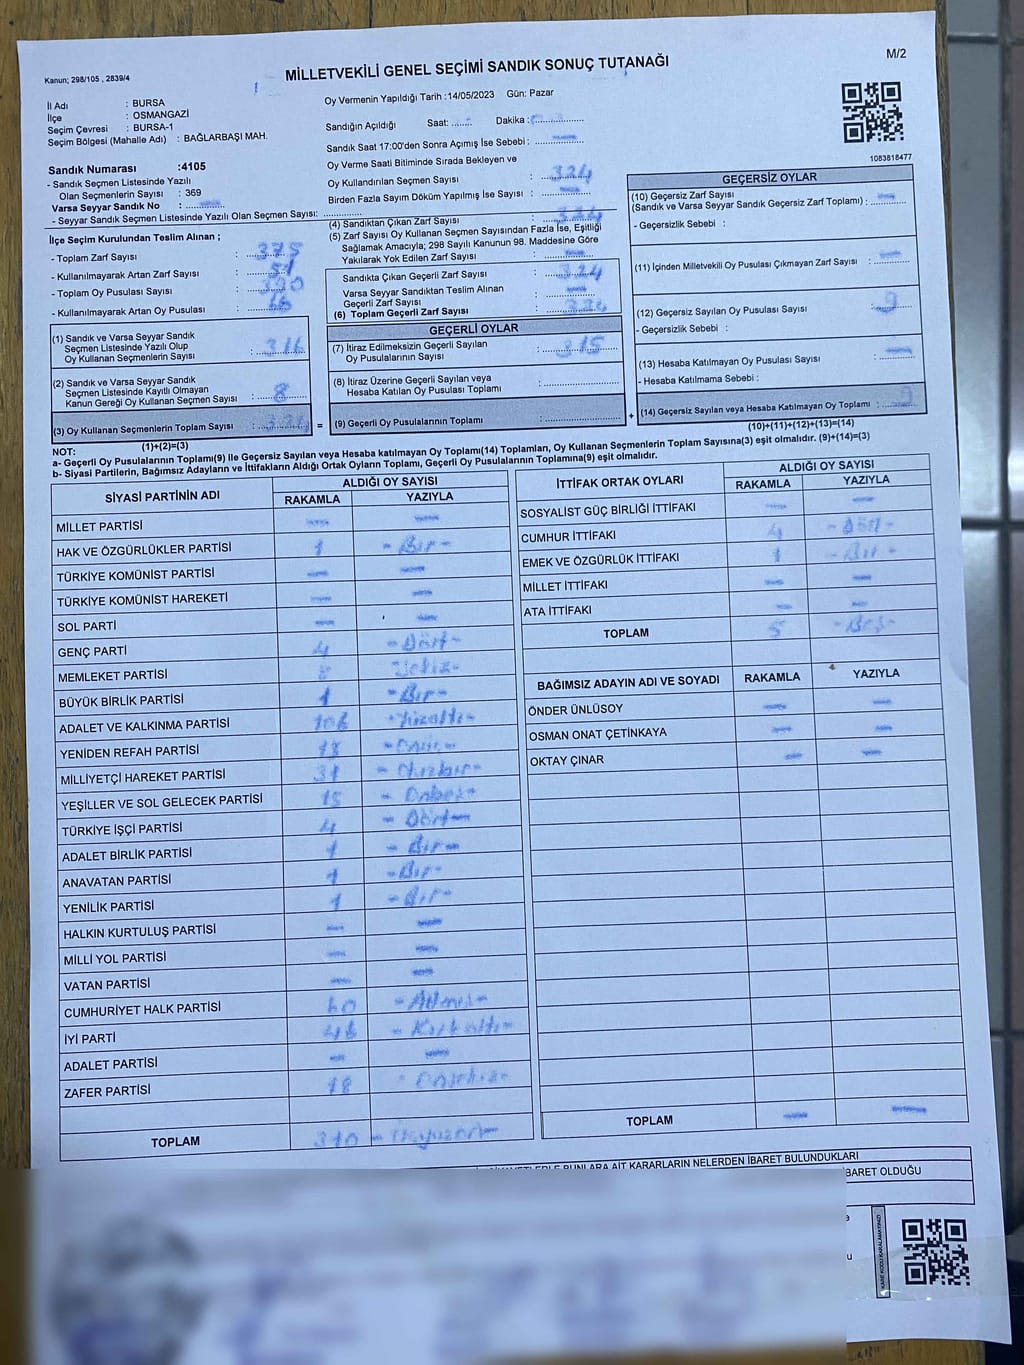 Kanun; 298/105 , 2839/4
MİLLETVEKİLİ GENEL SEÇİMİ SANDIK SONUÇ TUTANAĞI
M/2
İl Adı : BURSA
İlçe : OSMANGAZİ
Seçim Çevresi : BURSA-1
Seçim Bölgesi (Mahalle Adı) : BAĞLARBAŞI MAH.
Sandık Numarası :4105
- Sandık Seçmen Listesinde Yazılı
Olan Seçmenlerin Sayısı : 369
Varsa Seyyar Sandık No :
- Seyyar Sandık Seçmen Listesinde Yazılı Olan Seçmen Sayısı:
Oy Vermenin Yapıldığı Tarih :14/05/2023 Gün: Pazar
Sandığın Açıldığı Saat: Dakika :
Sandık Saat 17:00'den Sonra Açımış İse Sebebi :
Oy Verme Saati Bitiminde Sırada Bekleyen ve
Oy Kullandırılan Seçmen Sayısı : 324
Birden Fazla Sayım Döküm Yapılmış İse Sayısı :
1083818477
İlçe Seçim Kurulundan Teslim Alınan ;
- Toplam Zarf Sayısı : 375
- Kullanılmayarak Artan Zarf Sayısı : 51
- Toplam Oy Pusulası Sayısı : 390
- Kullanılmayarak Artan Oy Pusulası : 66
(1) Sandık ve Varsa Seyyar Sandık
Seçmen Listesinde Yazılı Olup
Oy Kullanan Seçmenlerin Sayısı : 316
(2) Sandık ve Varsa Seyyar Sandık
Seçmen Listesinde Kayıtlı Olmayan
Kanun Gereği Oy Kullanan Seçmen Sayısı : 8
(3) Oy Kullanan Seçmenlerin Toplam Sayısı : 324
(1)+(2)=(3)
(4) Sandıktan Çıkan Zarf Sayısı : 324
(5) Zarf Sayısı Oy Kullanan Seçmen Sayısından Fazla İse, Eşitliği
Sağlamak Amacıyla; 298 Sayılı Kanunun 98. Maddesine Göre
Yakılarak Yok Edilen Zarf Sayısı :
Sandıkta Çıkan Geçerli Zarf Sayısı : 324
Varsa Seyyar Sandıktan Teslim Alınan
Geçerli Zarf Sayısı :
(6) Toplam Geçerli Zarf Sayısı : 324
GEÇERLİ OYLAR
(7) İtiraz Edilmeksizin Geçerli Sayılan
Oy Pusulalarının Sayısı : 315
(8) İtiraz Üzerine Geçerli Sayılan veya
Hesaba Katılan Oy Pusulası Toplamı :
= (9) Geçerli Oy Pusulalarının Toplamı :
GEÇERSİZ OYLAR
(10) Geçersiz Zarf Sayısı
(Sandık ve Varsa Seyyar Sandık Geçersiz Zarf Toplamı) :
- Geçersizlik Sebebi :
(11) İçinden Milletvekili Oy Pusulası Çıkmayan Zarf Sayısı :
(12) Geçersiz Sayılan Oy Pusulası Sayısı : 9
- Geçersizlik Sebebi :
(13) Hesaba Katılmayan Oy Pusulası Sayısı :
- Hesaba Katılmama Sebebi :
+ (14) Geçersiz Sayılan veya Hesaba Katılmayan Oy Toplamı : 9
(10)+(11)+(12)+(13)=(14)
NOT:
a- Geçerli Oy Pusulalarının Toplamı(9) ile Geçersiz Sayılan veya Hesaba katılmayan Oy Toplamı(14) Toplamları, Oy Kullanan Seçmenlerin Toplam Sayısına(3) eşit olmalıdır. (9)+(14)=(3)
b- Siyasi Partilerin, Bağımsız Adayların ve İttifakların Aldığı Ortak Oyların Toplamı, Geçerli Oy Pusulalarının Toplamına(9) eşit olmalıdır.
SİYASİ PARTİNİN ADI ALDIĞI OY SAYISI
RAKAMLA YAZIYLA
MİLLET PARTİSİ
HAK VE ÖZGÜRLÜKLER PARTİSİ 1 - Bir -
TÜRKİYE KOMÜNİST PARTİSİ
TÜRKİYE KOMÜNİST HAREKETİ
SOL PARTİ
GENÇ PARTİ 4 - Dört -
MEMLEKET PARTİSİ
BÜYÜK BİRLİK PARTİSİ 1 - Bir -
ADALET VE KALKINMA PARTİSİ 106 - Yüzaltı -
YENİDEN REFAH PARTİSİ
MİLLİYETÇİ HAREKET PARTİSİ 31 - Otuzbir -
YEŞİLLER VE SOL GELECEK PARTİSİ 15 - Onbeş -
TÜRKİYE İŞÇİ PARTİSİ 4 - Dört -
ADALET BİRLİK PARTİSİ 1 - Bir -
ANAVATAN PARTİSİ 1 - Bir -
YENİLİK PARTİSİ 1 - Bir -
HALKIN KURTULUŞ PARTİSİ
MİLLİ YOL PARTİSİ
VATAN PARTİSİ
CUMHURİYET HALK PARTİSİ 60 - Altmış -
İYİ PARTİ 46 - Kırkaltı -
ADALET PARTİSİ
ZAFER PARTİSİ 18 - Onsekiz -
TOPLAM 310 - Üçyüzon -
İTTİFAK ORTAK OYLARI ALDIĞI OY SAYISI
RAKAMLA YAZIYLA
SOSYALİST GÜÇ BİRLİĞİ İTTİFAKI
CUMHUR İTTİFAKI 4 - Dört -
EMEK VE ÖZGÜRLÜK İTTİFAKI 1 - Bir -
MİLLET İTTİFAKI
ATA İTTİFAKI
TOPLAM 5 - Beş -
BAĞIMSIZ ADAYIN ADI VE SOYADI RAKAMLA YAZIYLA
ÖNDER ÜNLÜSOY
OSMAN ONAT ÇETİNKAYA
OKTAY ÇINAR
TOPLAM
BUNLARA AİT KARARLARIN NELERDEN İBARET BULUNDUKLARI
İBARET OLDUĞU